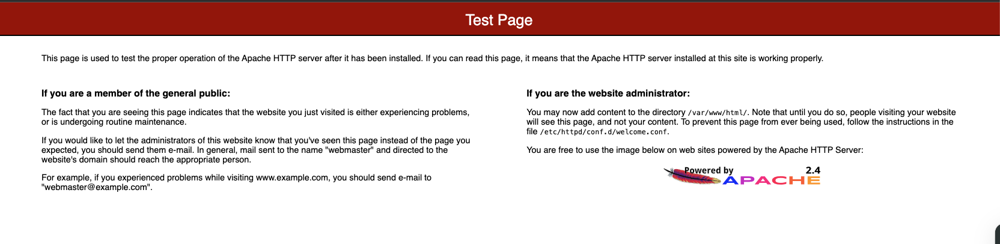 Test Page
This page is used to test the proper operation of the Apache HTTP server after it has been installed. If you can read this page, it means that the Apache HTTP server installed at this site is working properly.
If you are a member of the general public:
The fact that you are seeing this page indicates that the website you just visited is either experiencing problems,
or is undergoing routine maintenance.
If you would like to let the administrators of this website know that you've seen this page instead of the page you
expected, you should send them e-mail. In general, mail sent to the name "webmaster" and directed to the
website's domain should reach the appropriate person.
For example, if you experienced problems while visiting www.example.com, you should send e-mail to
"webmaster@example.com".
If you are the website administrator:
You may now add content to the directory /var/www/html/. Note that until you do so, people visiting your website
will see this page, and not your content. To prevent this page from ever being used, follow the instructions in the
file /etc/httpd/conf.d/welcome.conf.
You are free to use the image below on web sites powered by the Apache HTTP Server:
Powered by 2.4
APACHE